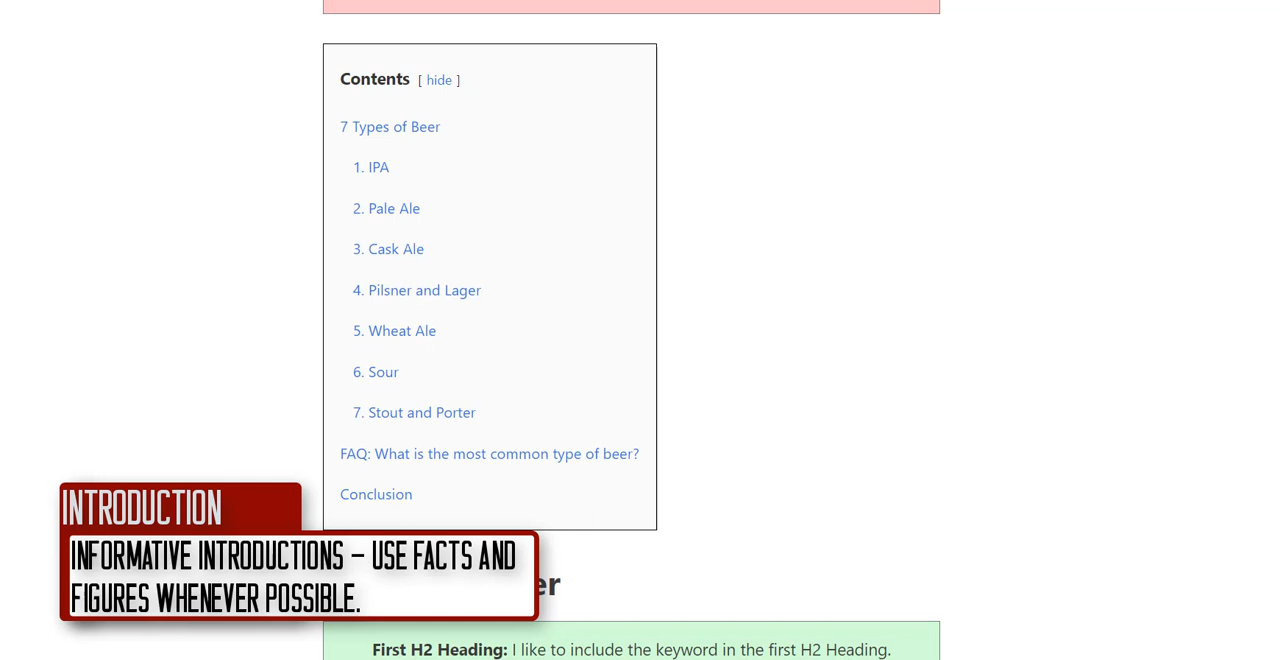 Contents [ hide ]
7 Types of Beer
1. IPA
2. Pale Ale
3. Cask Ale
4. Pilsner and Lager
5. Wheat Ale
6. Sour
7. Stout and Porter
FAQ: What is the most common type of beer?
Conclusion
INTRODUCTION
INFORMATIVE INTRODUCTIONS – USE FACTS AND
FIGURES WHENEVER POSSIBLE.
First H2 Heading: I like to include the keyword in the first H2 Heading.